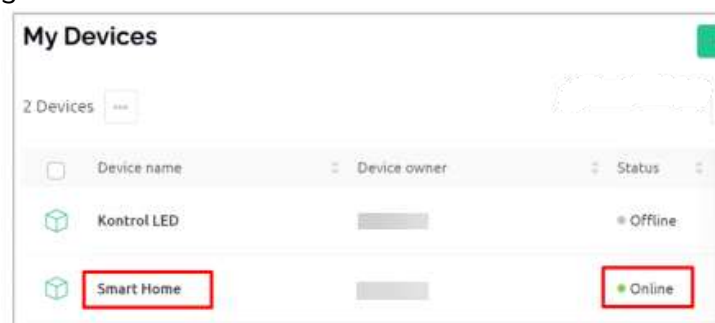 My Devices
2 Devices
Device name Device owner Status
Kontrol LED Offline
Smart Home Online